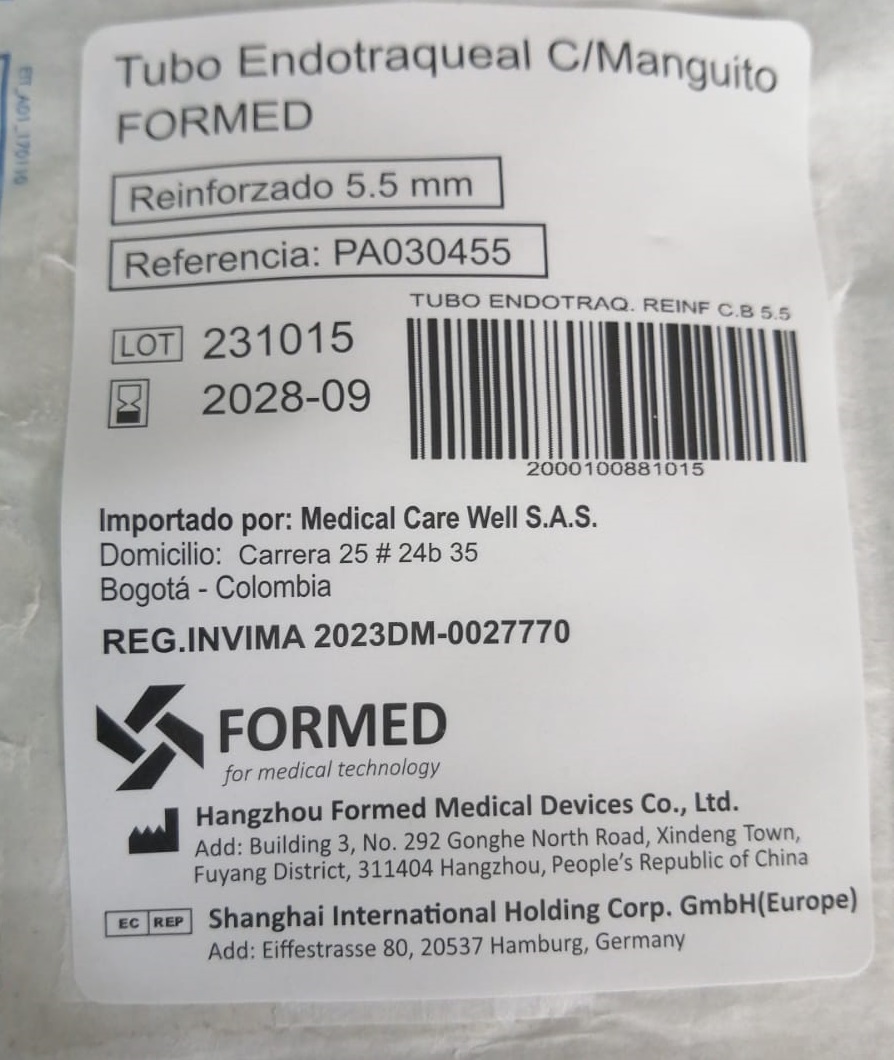 Tubo Endotraqueal C/Manguito
FORMED
Reinforzado 5.5 mm
Referencia: PA030455
TUBO ENDOTRAQ. REINF C.B 5.5
LOT 231015
2028-09
2000100881015
Importado por: Medical Care Well S.A.S.
Domicilio: Carrera 25 # 24b 35
Bogotá - Colombia
REG.INVIMA 2023DM-0027770
FORMED
for medical technology
Hangzhou Formed Medical Devices Co., Ltd.
Add: Building 3, No. 292 Gonghe North Road, Xindeng Town,
Fuyang District, 311404 Hangzhou, People's Republic of China
EC REP Shanghai International Holding Corp. GmbH(Europe)
Add: Eiffestrasse 80, 20537 Hamburg, Germany